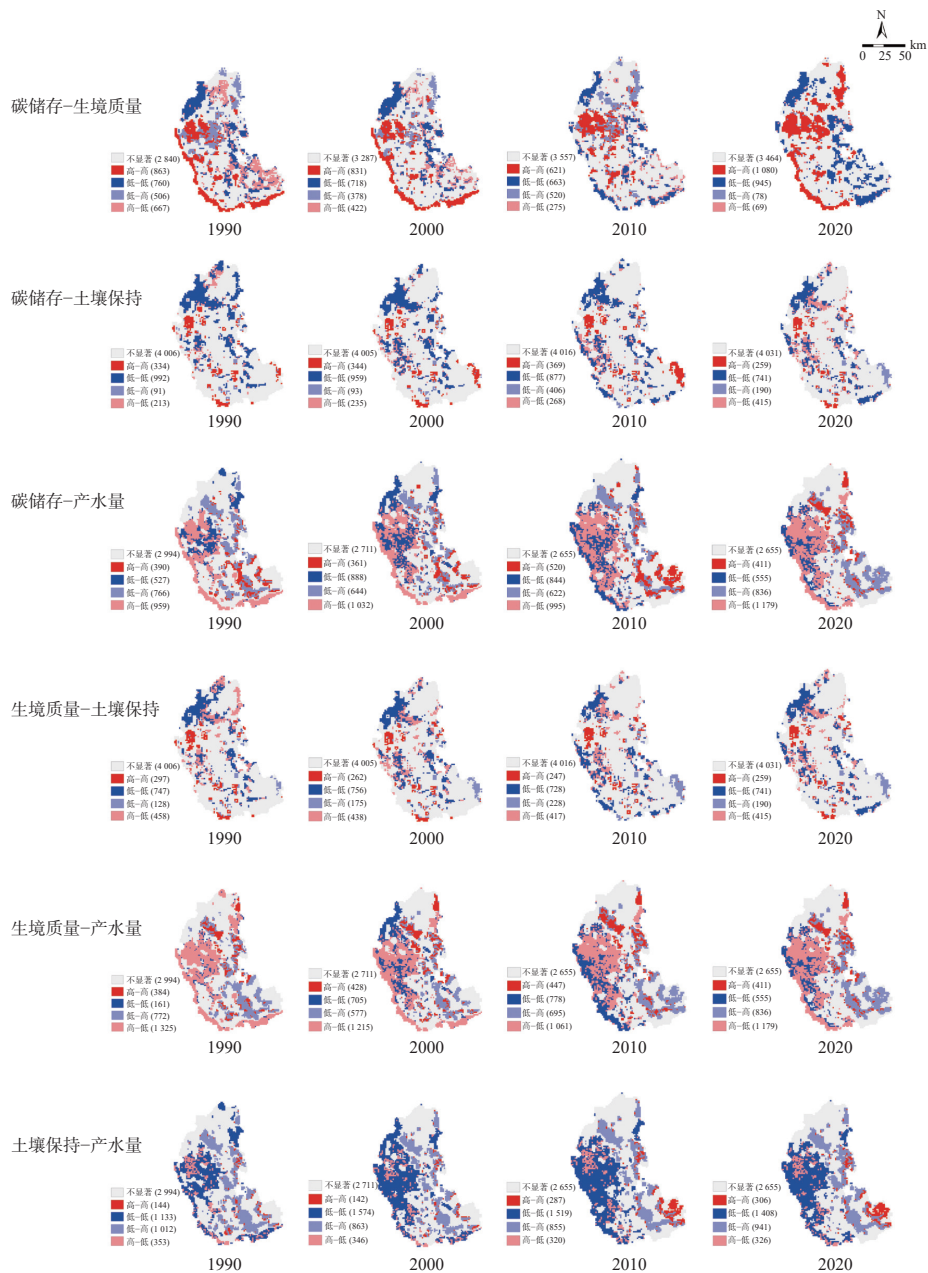 N
0 25 50 km
碳储存–生境质量
不显著 (2 840)
高–高 (863)
低–低 (760)
低–高 (506)
高–低 (667)
1990
不显著 (3 287)
高–高 (831)
低–低 (718)
低–高 (378)
高–低 (422)
2000
不显著 (3 557)
高–高 (621)
低–低 (663)
低–高 (520)
高–低 (275)
2010
不显著 (3 464)
高–高 (1 080)
低–低 (945)
低–高 (78)
高–低 (69)
2020
碳储存–土壤保持
不显著 (4 006)
高–高 (334)
低–低 (992)
低–高 (91)
高–低 (213)
1990
不显著 (4 005)
高–高 (344)
低–低 (959)
低–高 (93)
高–低 (235)
2000
不显著 (4 016)
高–高 (369)
低–低 (877)
低–高 (406)
高–低 (268)
2010
不显著 (4 031)
高–高 (259)
低–低 (741)
低–高 (190)
高–低 (415)
2020
碳储存–产水量
不显著 (2 994)
高–高 (390)
低–低 (527)
低–高 (766)
高–低 (959)
1990
不显著 (2 711)
高–高 (361)
低–低 (888)
低–高 (644)
高–低 (1 032)
2000
不显著 (2 655)
高–高 (520)
低–低 (844)
低–高 (622)
高–低 (995)
2010
不显著 (2 655)
高–高 (411)
低–低 (555)
低–高 (836)
高–低 (1 179)
2020
生境质量–土壤保持
不显著 (4 006)
高–高 (297)
低–低 (747)
低–高 (128)
高–低 (458)
1990
不显著 (4 005)
高–高 (262)
低–低 (756)
低–高 (175)
高–低 (438)
2000
不显著 (4 016)
高–高 (247)
低–低 (728)
低–高 (228)
高–低 (417)
2010
不显著 (4 031)
高–高 (259)
低–低 (741)
低–高 (190)
高–低 (415)
2020
生境质量–产水量
不显著 (2 994)
高–高 (384)
低–低 (161)
低–高 (772)
高–低 (1 325)
1990
不显著 (2 711)
高–高 (428)
低–低 (705)
低–高 (577)
高–低 (1 215)
2000
不显著 (2 655)
高–高 (447)
低–低 (778)
低–高 (695)
高–低 (1 061)
2010
不显著 (2 655)
高–高 (411)
低–低 (555)
低–高 (836)
高–低 (1 179)
2020
土壤保持–产水量
不显著 (2 994)
高–高 (144)
低–低 (1 133)
低–高 (1 012)
高–低 (353)
1990
不显著 (2 711)
高–高 (142)
低–低 (1 574)
低–高 (863)
高–低 (346)
2000
不显著 (2 655)
高–高 (287)
低–低 (1 519)
低–高 (855)
高–低 (320)
2010
不显著 (2 655)
高–高 (306)
低–低 (1 408)
低–高 (941)
高–低 (326)
2020